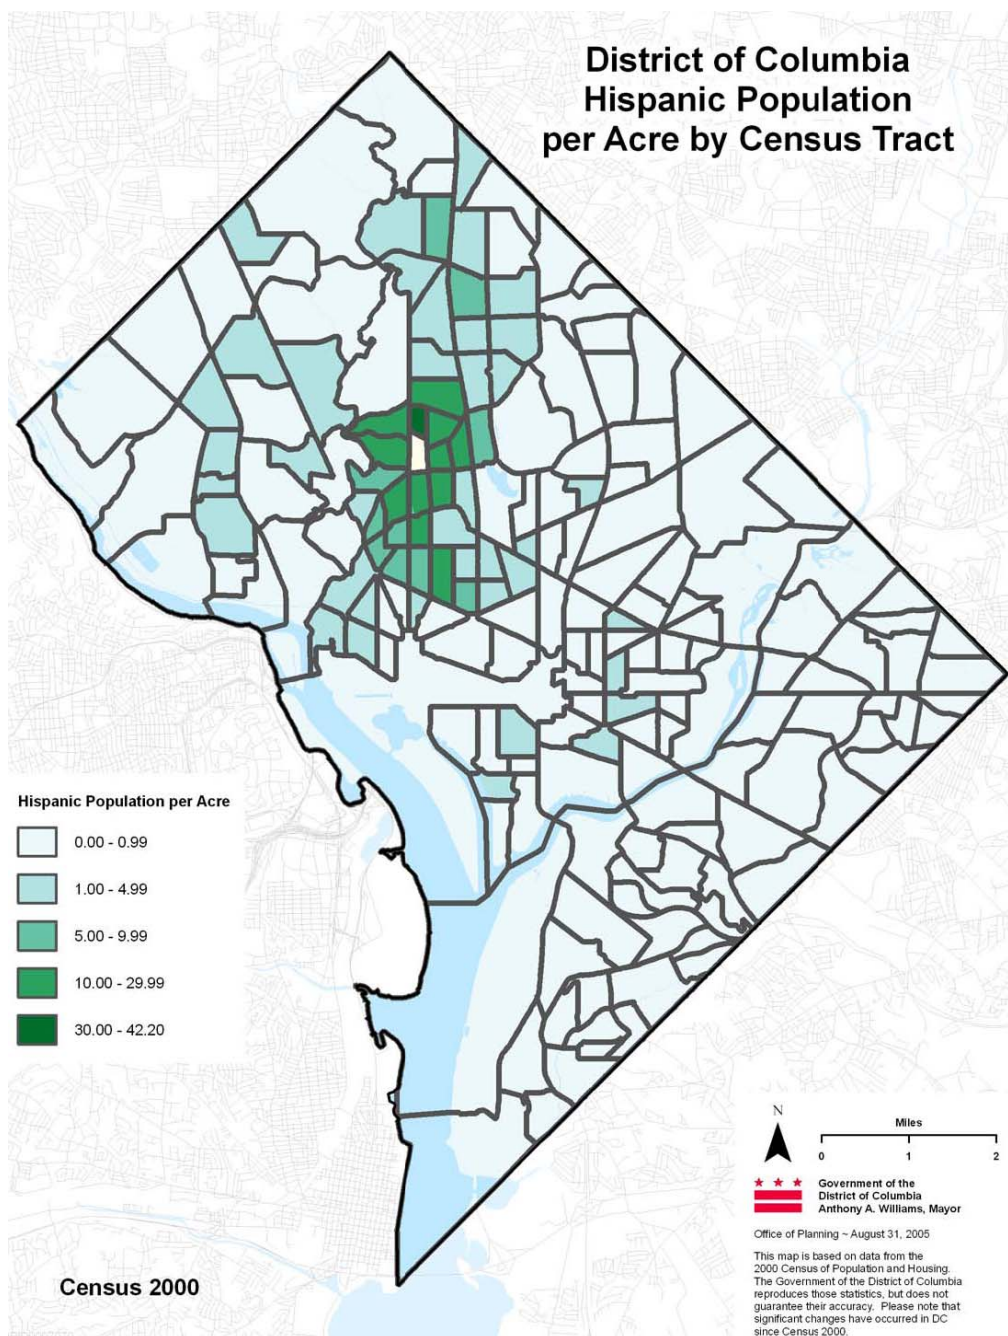 District of Columbia
Hispanic Population
per Acre by Census Tract
Hispanic Population per Acre
0.00 - 0.99
1.00 - 4.99
5.00 - 9.99
10.00 - 29.99
30.00 - 42.20
N
Miles
0 1 2
Government of the
District of Columbia
Anthony A. Williams, Mayor
Office of Planning ~ August 31, 2005
This map is based on data from the
2000 Census of Population and Housing.
The Government of the District of Columbia
reproduces those statistics, but does not
guarantee their accuracy. Please note that
significant changes have occurred in DC
since Census 2000.
Census 2000